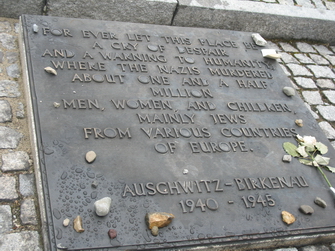 FOR EVER LET THIS PLACE BE
A CRY OF DESPAIR
AND A WARNING TO HUMANITY
WHERE THE NAZIS MURDERED
ABOUT ONE AND A HALF
MILLION
MEN, WOMEN, AND CHILDREN,
MAINLY JEWS
FROM VARIOUS COUNTRIES
OF EUROPE.
AUSCHWITZ-BIRKENAU
1940 - 1945